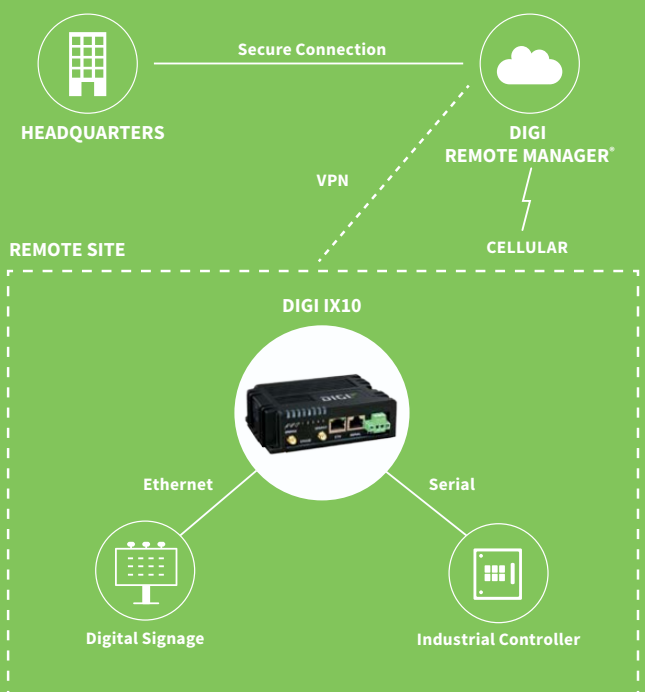 Secure Connection
HEADQUARTERS
DIGI
REMOTE MANAGER®
VPN
CELLULAR
REMOTE SITE
DIGI IX10
DIGI
Ethernet
Serial
Digital Signage
Industrial Controller